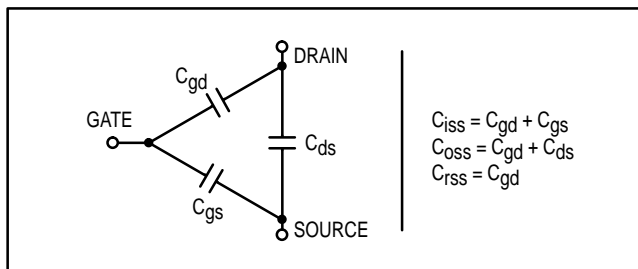 DRAIN
Cgd
GATE
Cds
Cgs
SOURCE
Ciss = Cgd + Cgs
Coss = Cgd + Cds
Crss = Cgd